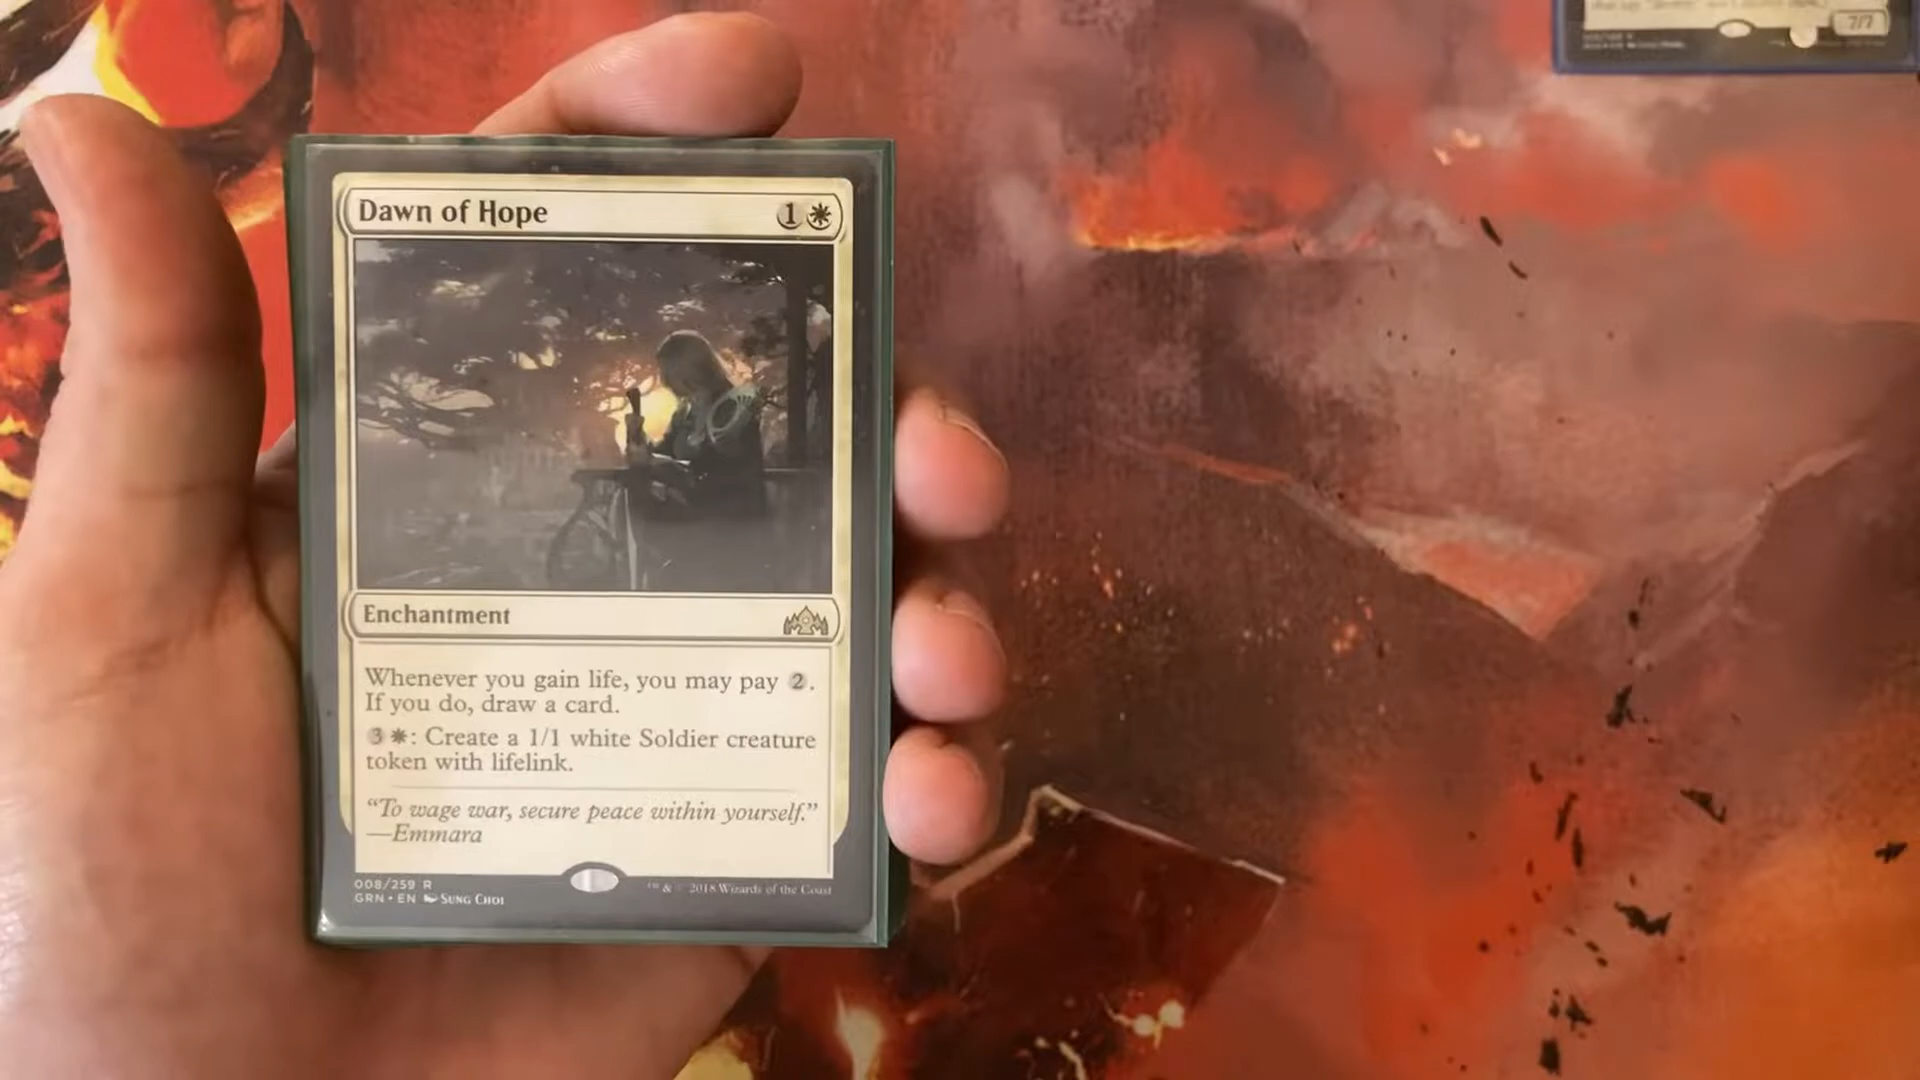 7/7
Dawn of Hope 1
Enchantment
Whenever you gain life, you may pay 2.
If you do, draw a card.
3 : Create a 1/1 white Soldier creature
token with lifelink.
“To wage war, secure peace within yourself.”
—Emmara
008/259 R
GRN • EN SUNG CHOI
™ & © 2018 Wizards of the Coast